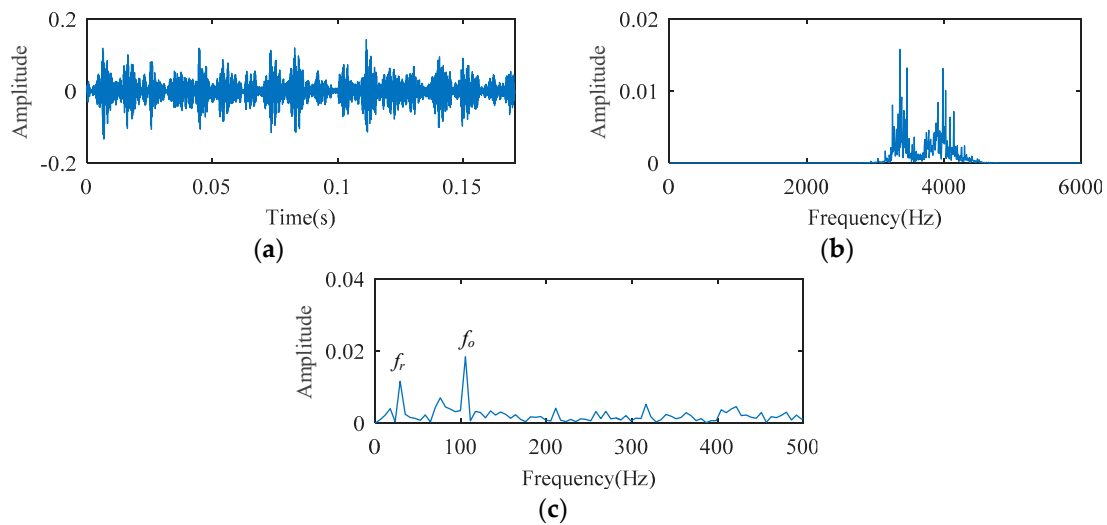 0.2
0
-0.2
Amplitude
0 0.05 0.1 0.15
Time(s)
(a)
0.02
0.01
0
Amplitude
0 2000 4000 6000
Frequency(Hz)
(b)
0.04
0.02
0
Amplitude
fr
fo
0 100 200 300 400 500
Frequency(Hz)
(c)